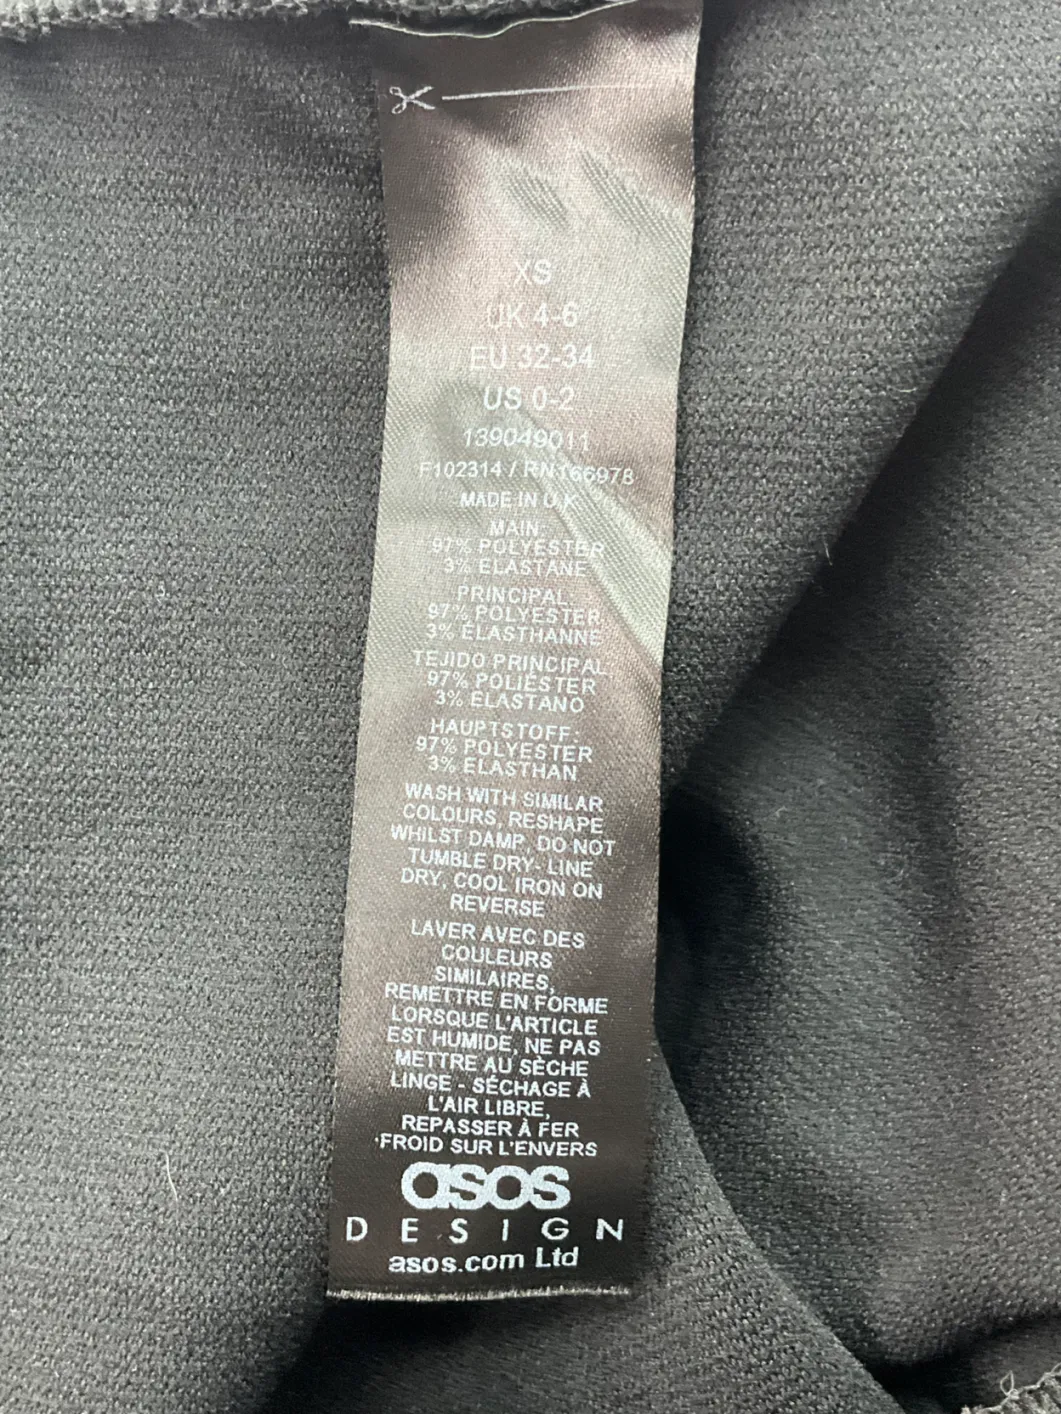 XS
UK 4-6
EU 32-34
US 0-2
139049011
F102314 / RN166978
MADE IN U.K
MAIN:
97% POLYESTER
3% ELASTANE
PRINCIPAL
97% POLYESTER
3% ÉLASTHANNE
TEJIDO PRINCIPAL
97% POLIÉSTER
3% ELASTANO
HAUPTSTOFF:
97% POLYESTER
3% ELASTHAN
WASH WITH SIMILAR
COLOURS, RESHAPE
WHILST DAMP, DO NOT
TUMBLE DRY- LINE
DRY, COOL IRON ON
REVERSE
LAVER AVEC DES
COULEURS
SIMILAIRES,
REMETTRE EN FORME
LORSQUE L'ARTICLE
EST HUMIDE, NE PAS
METTRE AU SÈCHE
LINGE - SÉCHAGE À
L'AIR LIBRE,
REPASSER À FER
FROID SUR L'ENVERS
asos
DESIGN
asos.com Ltd